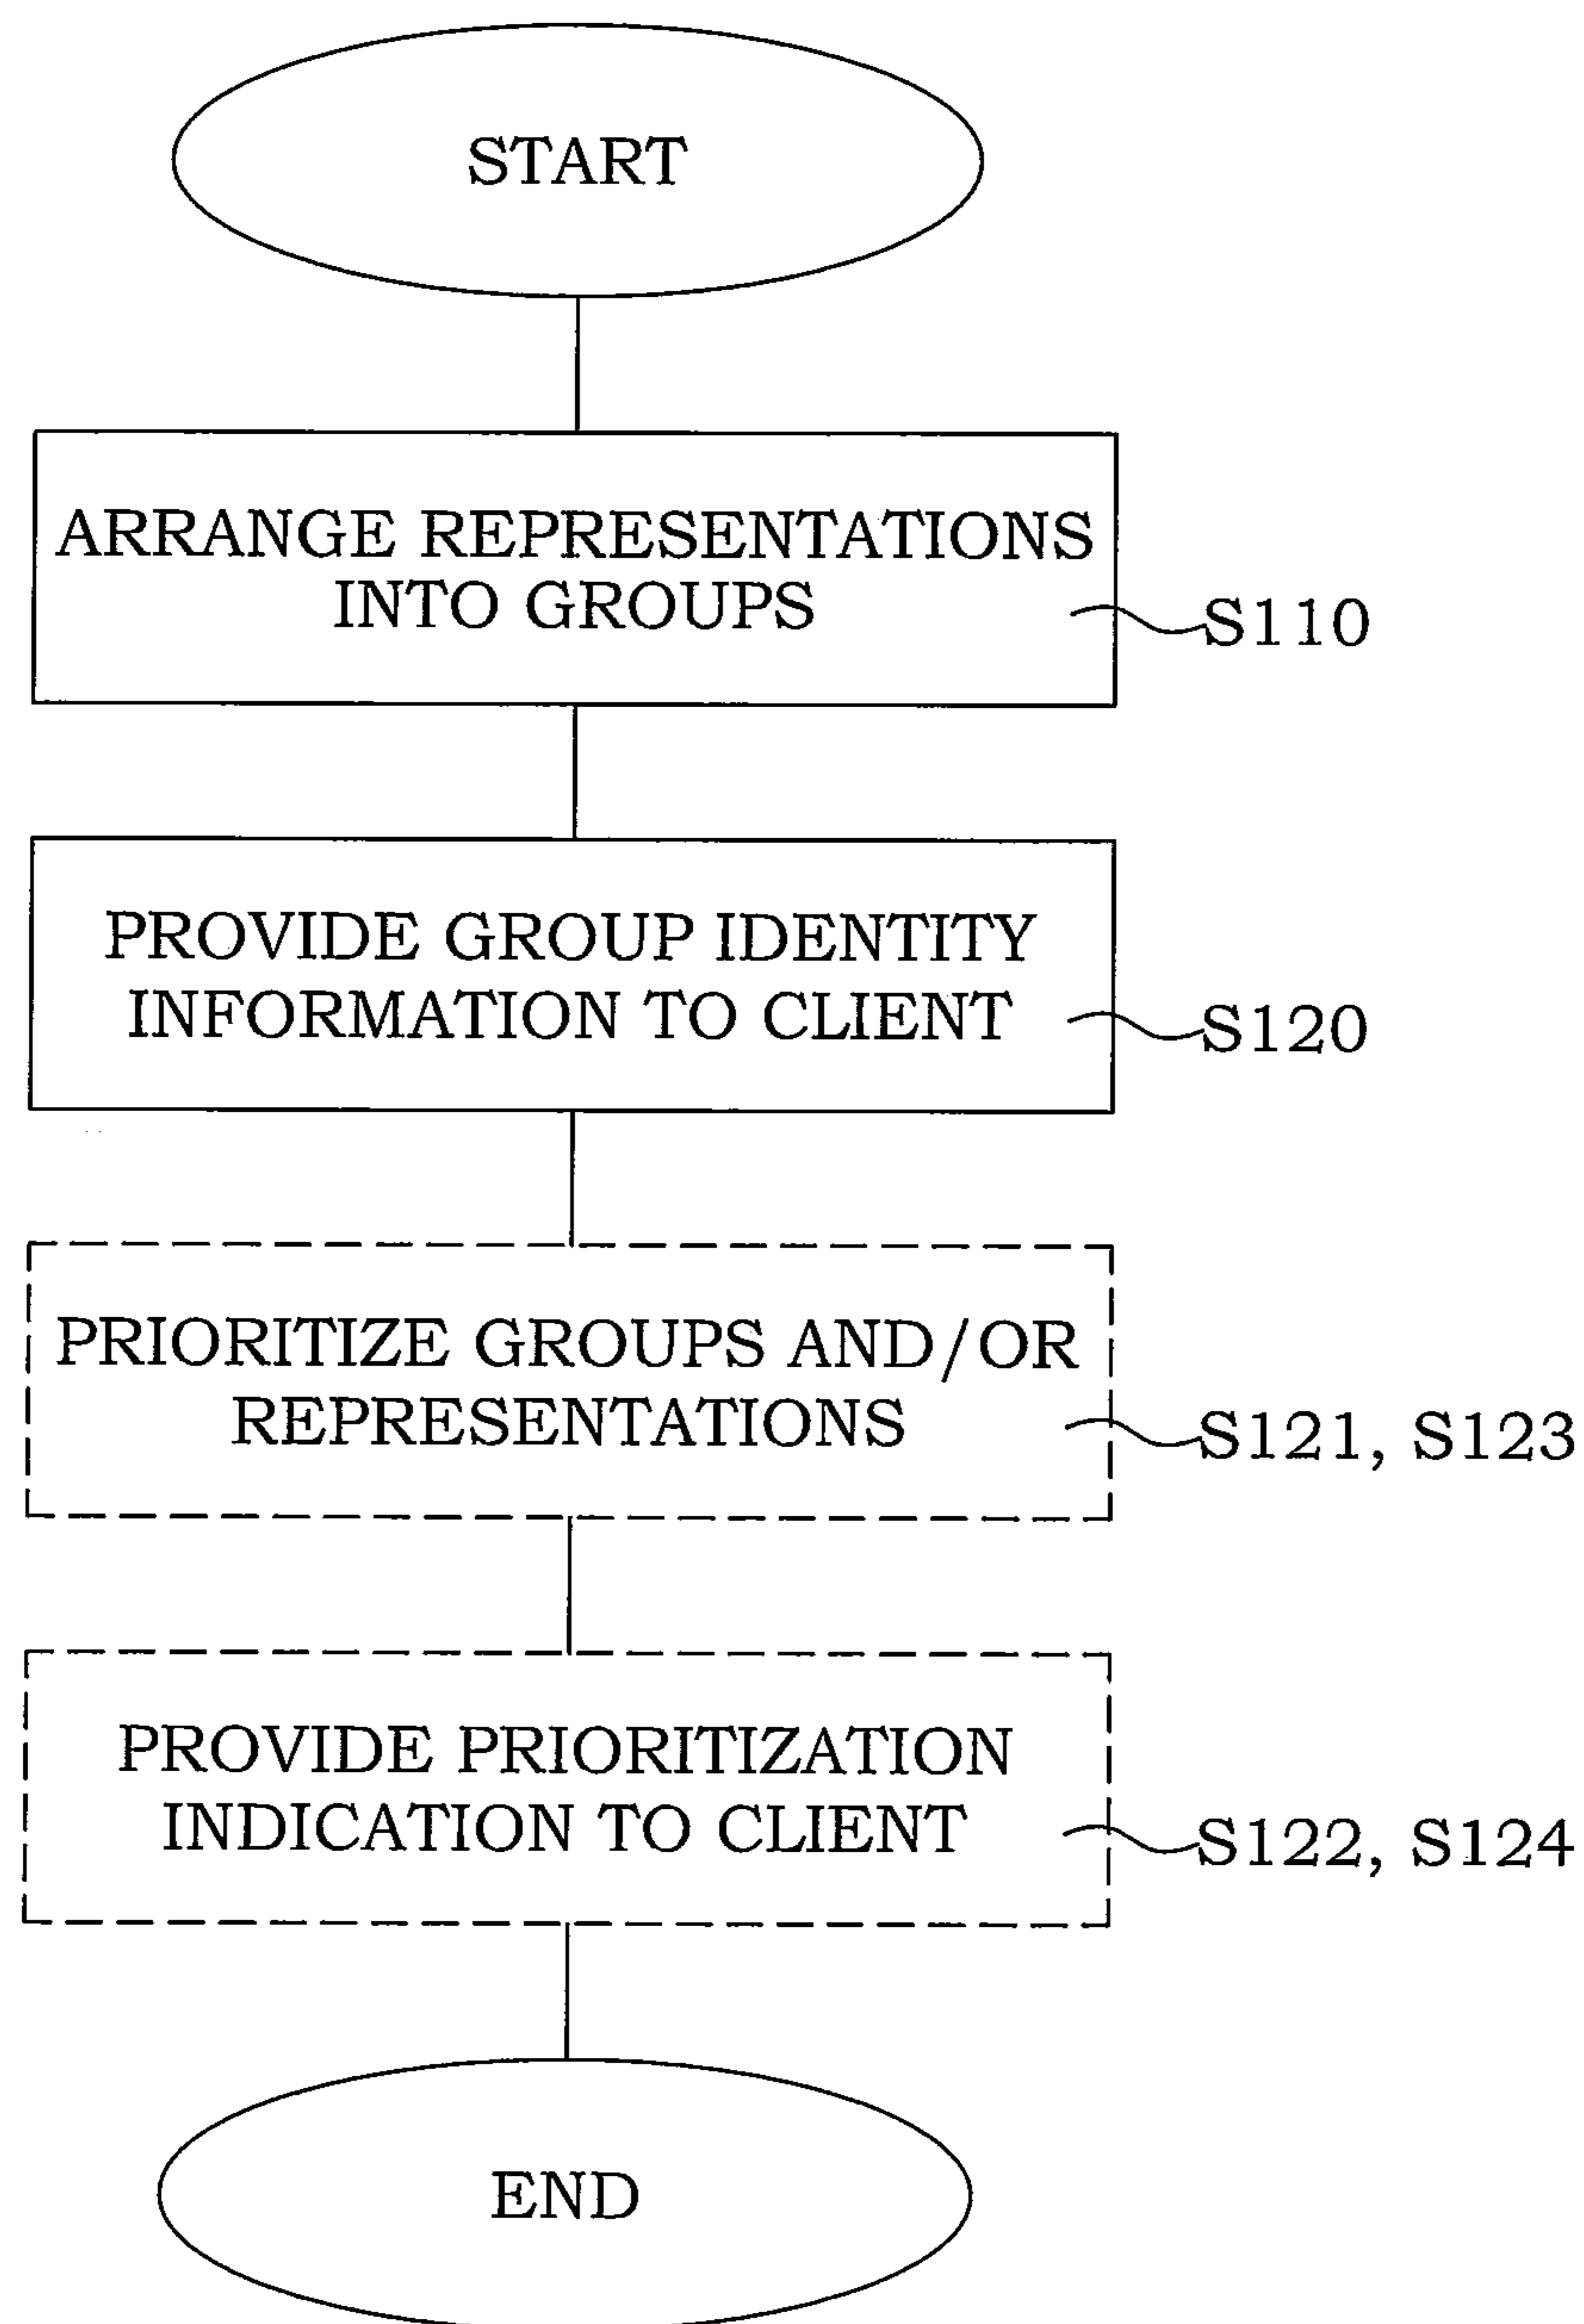 START
ARRANGE REPRESENTATIONS
INTO GROUPS
S110
PROVIDE GROUP IDENTITY
INFORMATION TO CLIENT
S120
PRIORITIZE GROUPS AND/OR
REPRESENTATIONS
S121, S123
PROVIDE PRIORITIZATION
INDICATION TO CLIENT
S122, S124
END